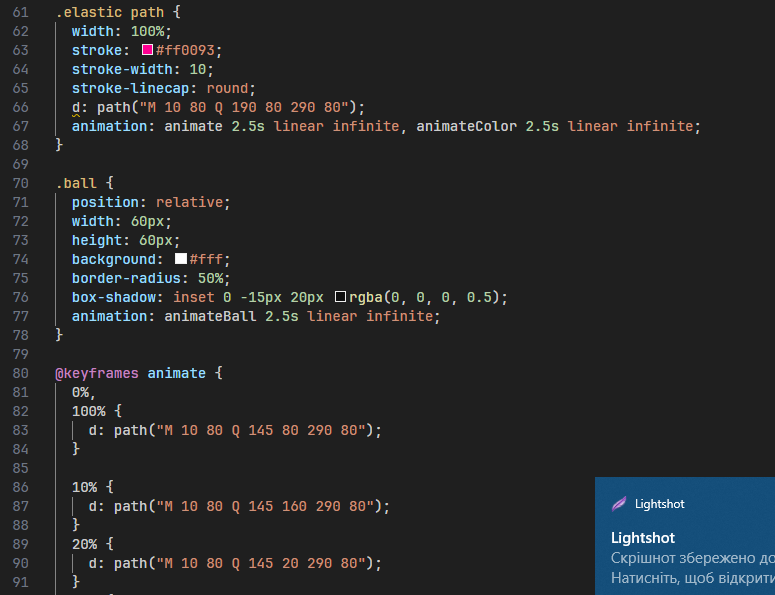 61 .elastic path {
62 width: 100%;
63 stroke: #ff0093;
64 stroke-width: 10;
65 stroke-linecap: round;
66 d: path("M 10 80 Q 190 80 290 80");
67 animation: animate 2.5s linear infinite, animateColor 2.5s linear infinite;
68 }
69
70 .ball {
71 position: relative;
72 width: 60px;
73 height: 60px;
74 background: #fff;
75 border-radius: 50%;
76 box-shadow: inset 0 -15px 20px rgba(0, 0, 0, 0.5);
77 animation: animateBall 2.5s linear infinite;
78 }
79
80 @keyframes animate {
81 0%,
82 100% {
83 d: path("M 10 80 Q 145 80 290 80");
84 }
85
86 10% {
87 d: path("M 10 80 Q 145 160 290 80");
88 }
89 20% {
90 d: path("M 10 80 Q 145 20 290 80");
91 }
Lightshot
Lightshot
Скрішнот збережено до
Натисніть, щоб відкрити